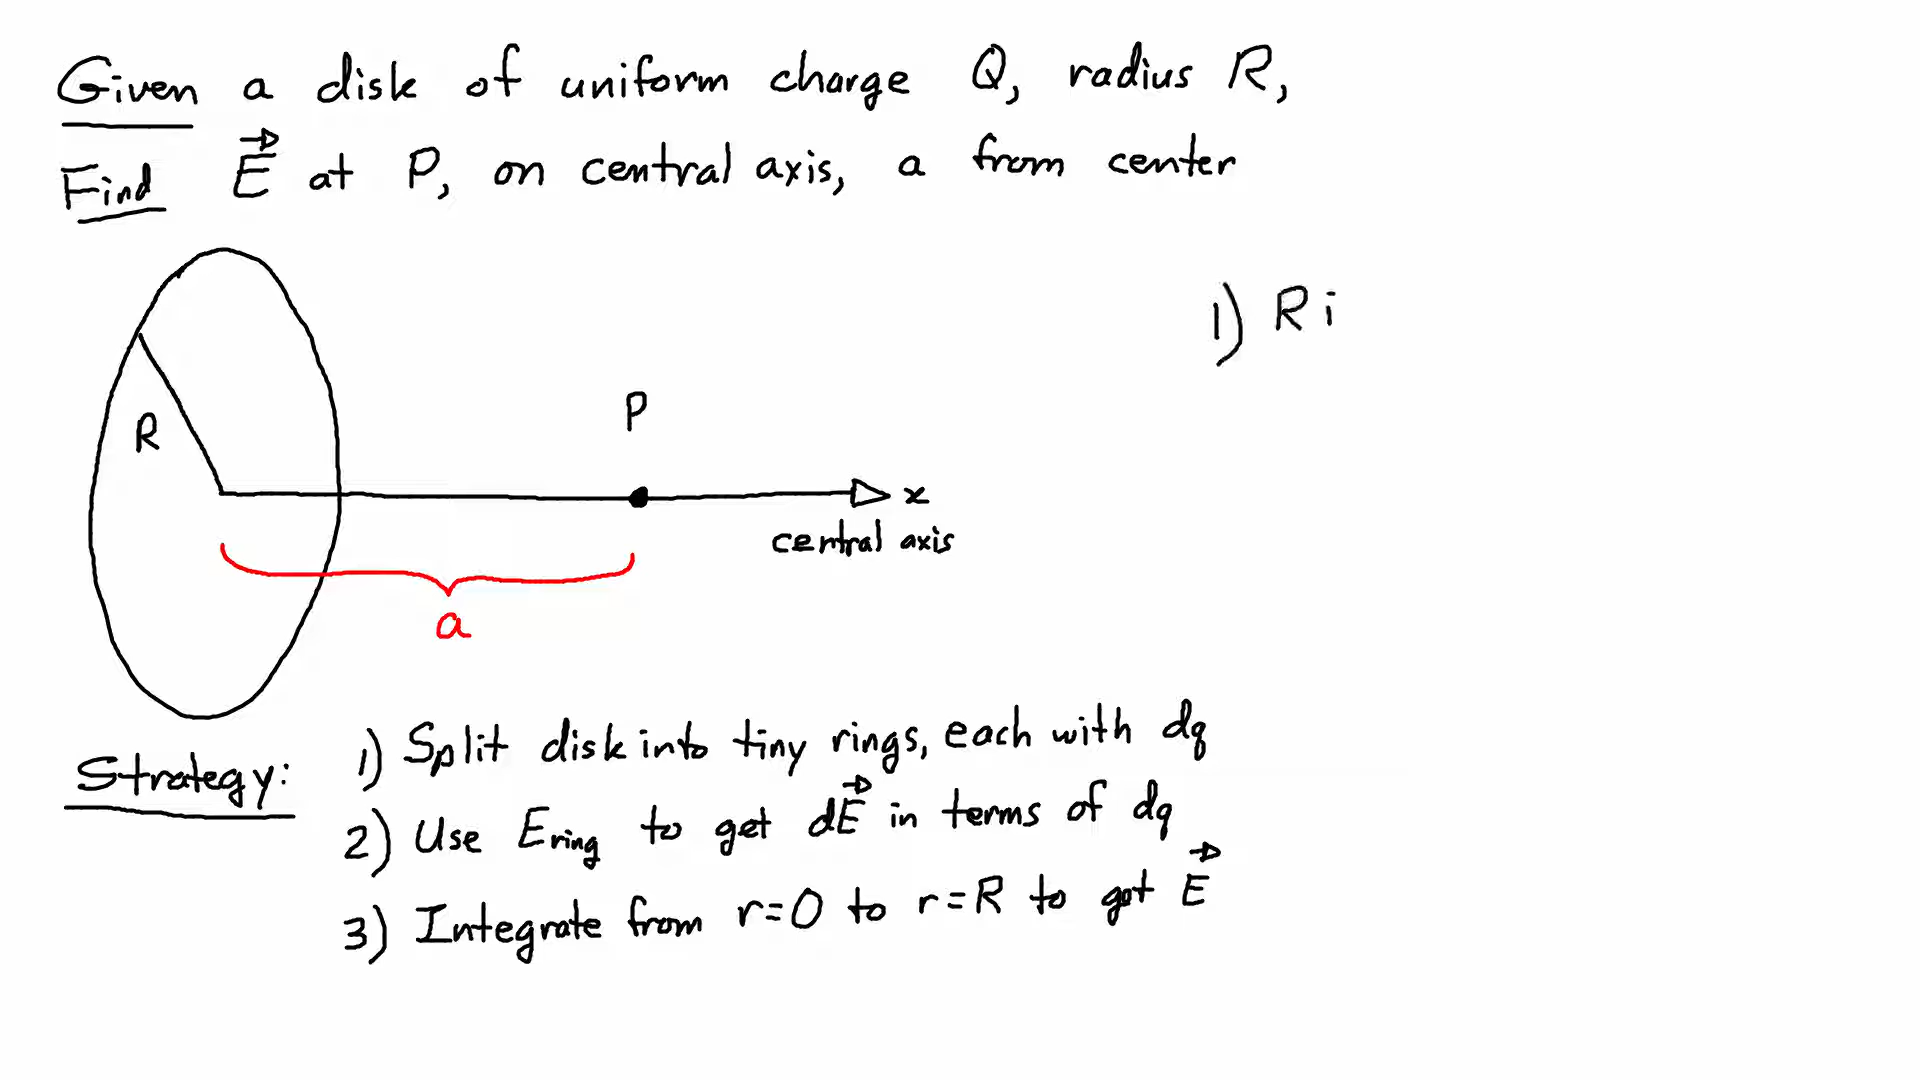 Given a disk of uniform charge Q, radius R,
Find E⃗ at P, on central axis, a from center
1) Ri
R
P
x
central axis
a
Strategy: 1) Split disk into tiny rings, each with dq
2) Use Ering to get dE⃗ in terms of dq
3) Integrate from r=0 to r=R to get E⃗